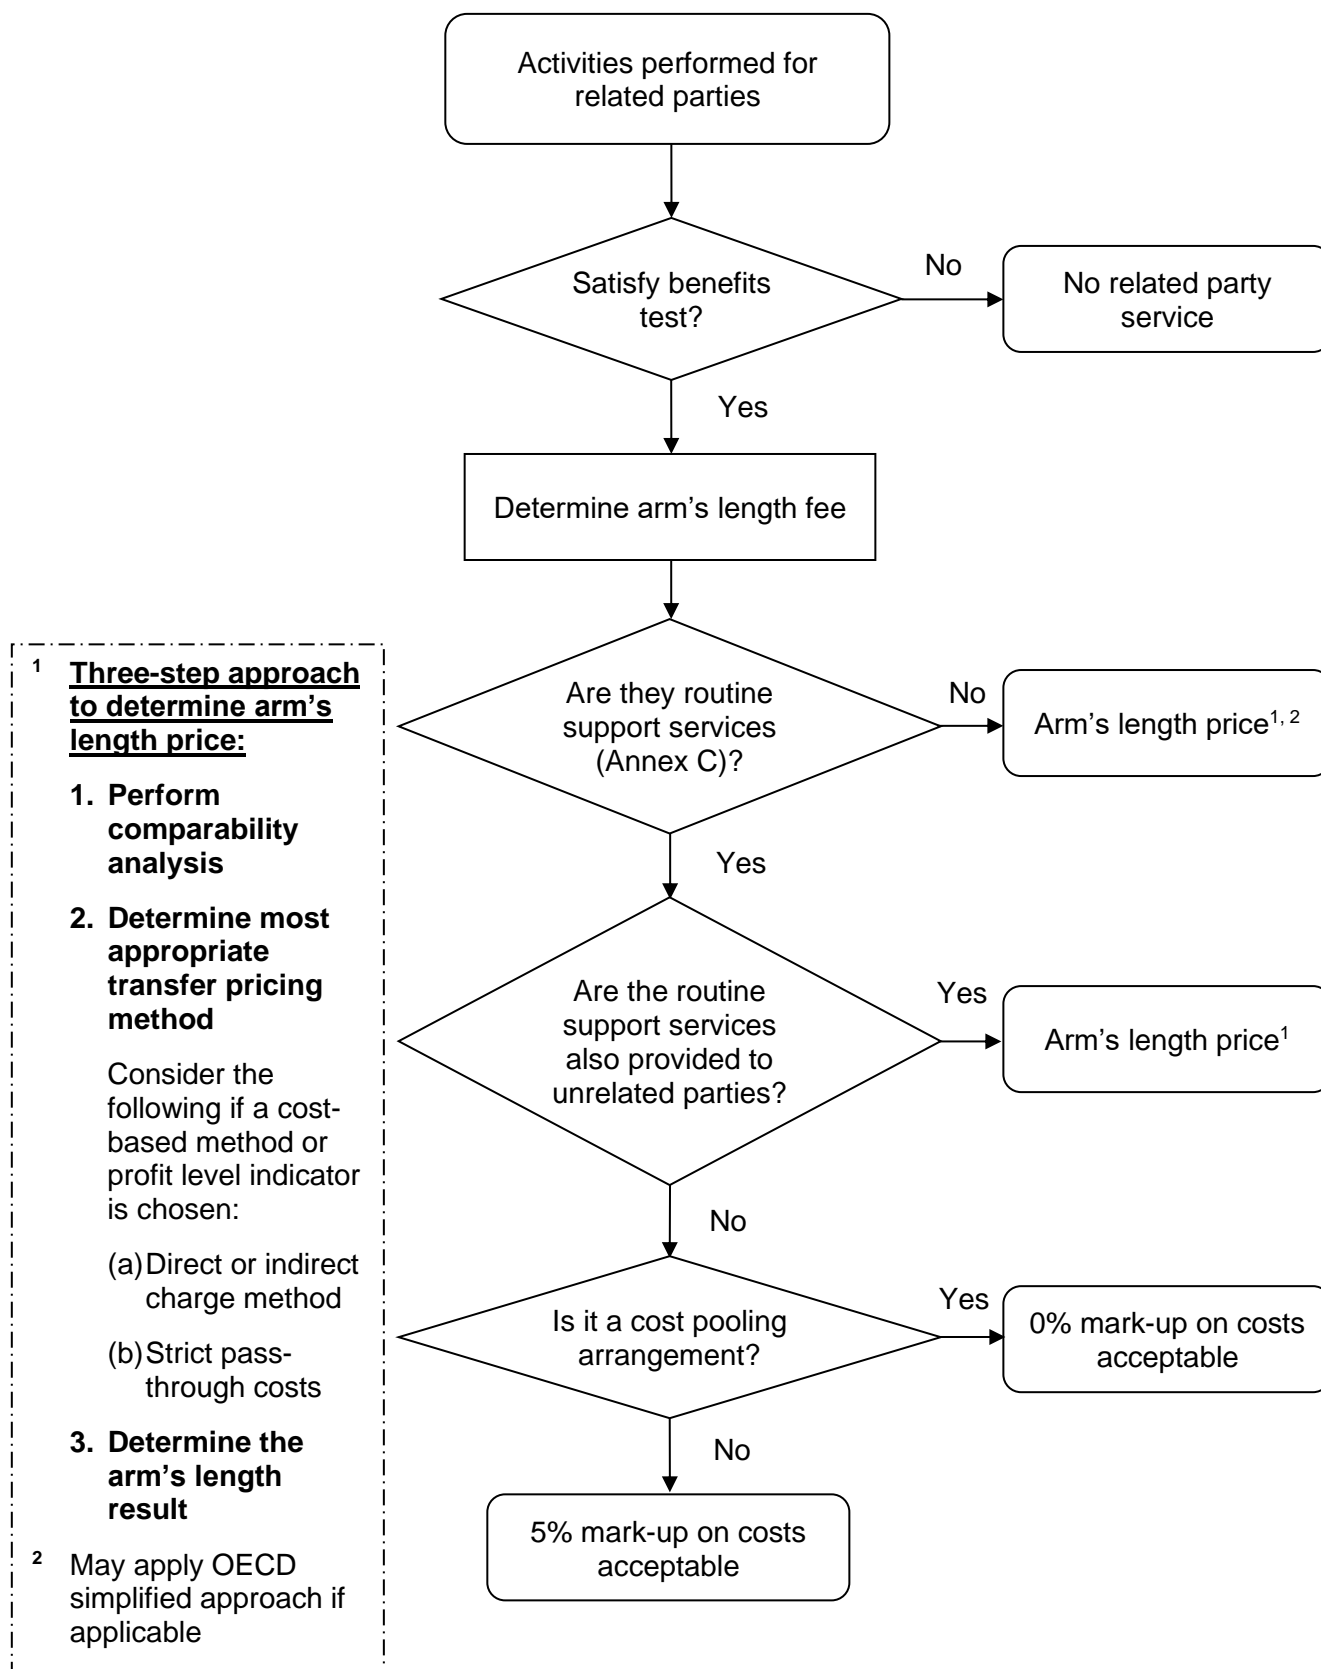 Activities performed for
related parties
Satisfy benefits
test?
No
No related party
service
Yes
Determine arm’s length fee
Are they routine
support services
(Annex C)?
No
Arm’s length price1, 2
Yes
Are the routine
support services
also provided to
unrelated parties?
Yes
Arm’s length price1
No
Is it a cost pooling
arrangement?
Yes
0% mark-up on costs
acceptable
No
5% mark-up on costs
acceptable
1 Three-step approach
to determine arm’s
length price:
1. Perform
comparability
analysis
2. Determine most
appropriate
transfer pricing
method
Consider the
following if a cost-
based method or
profit level indicator
is chosen:
(a) Direct or indirect
charge method
(b) Strict pass-
through costs
3. Determine the
arm’s length
result
2 May apply OECD
simplified approach if
applicable